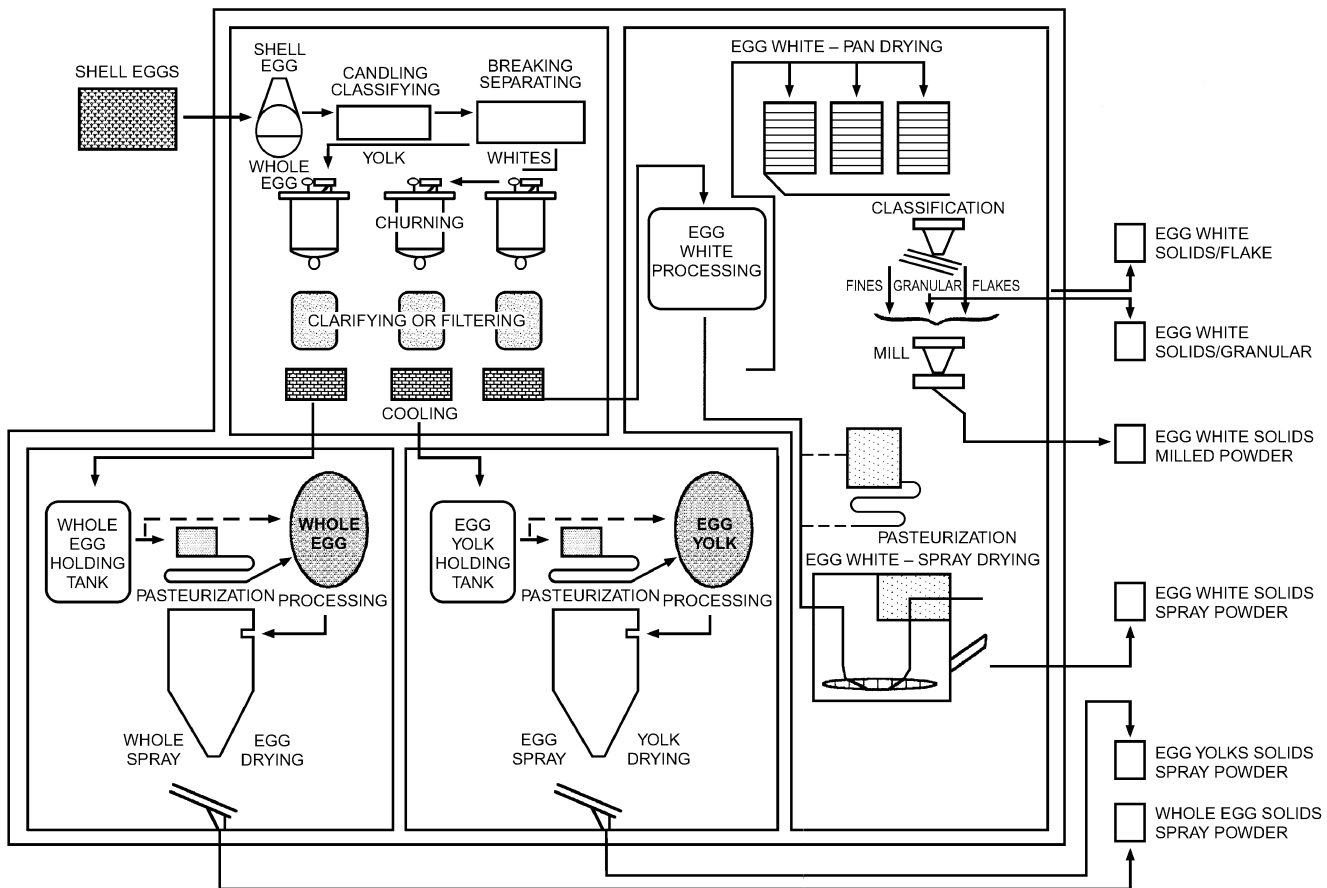 SHELL EGGS
SHELL
EGG
CANDLING
CLASSIFYING
BREAKING
SEPARATING
WHOLE
EGG
YOLK
WHITES
CHURNING
CLARIFYING OR FILTERING
COOLING
EGG WHITE – PAN DRYING
EGG
WHITE
PROCESSING
CLASSIFICATION
FINES
GRANULAR
FLAKES
MILL
PASTEURIZATION
EGG WHITE – SPRAY DRYING
WHOLE
EGG
HOLDING
TANK
PASTEURIZATION
WHOLE
EGG
PROCESSING
WHOLE EGG
SPRAY DRYING
EGG
YOLK
HOLDING
TANK
PASTEURIZATION
EGG
YOLK
PROCESSING
EGG YOLK
SPRAY DRYING
EGG WHITE
SOLIDS/FLAKE
EGG WHITE
SOLIDS/GRANULAR
EGG WHITE SOLIDS
MILLED POWDER
EGG WHITE SOLIDS
SPRAY POWDER
EGG YOLKS SOLIDS
SPRAY POWDER
WHOLE EGG SOLIDS
SPRAY POWDER